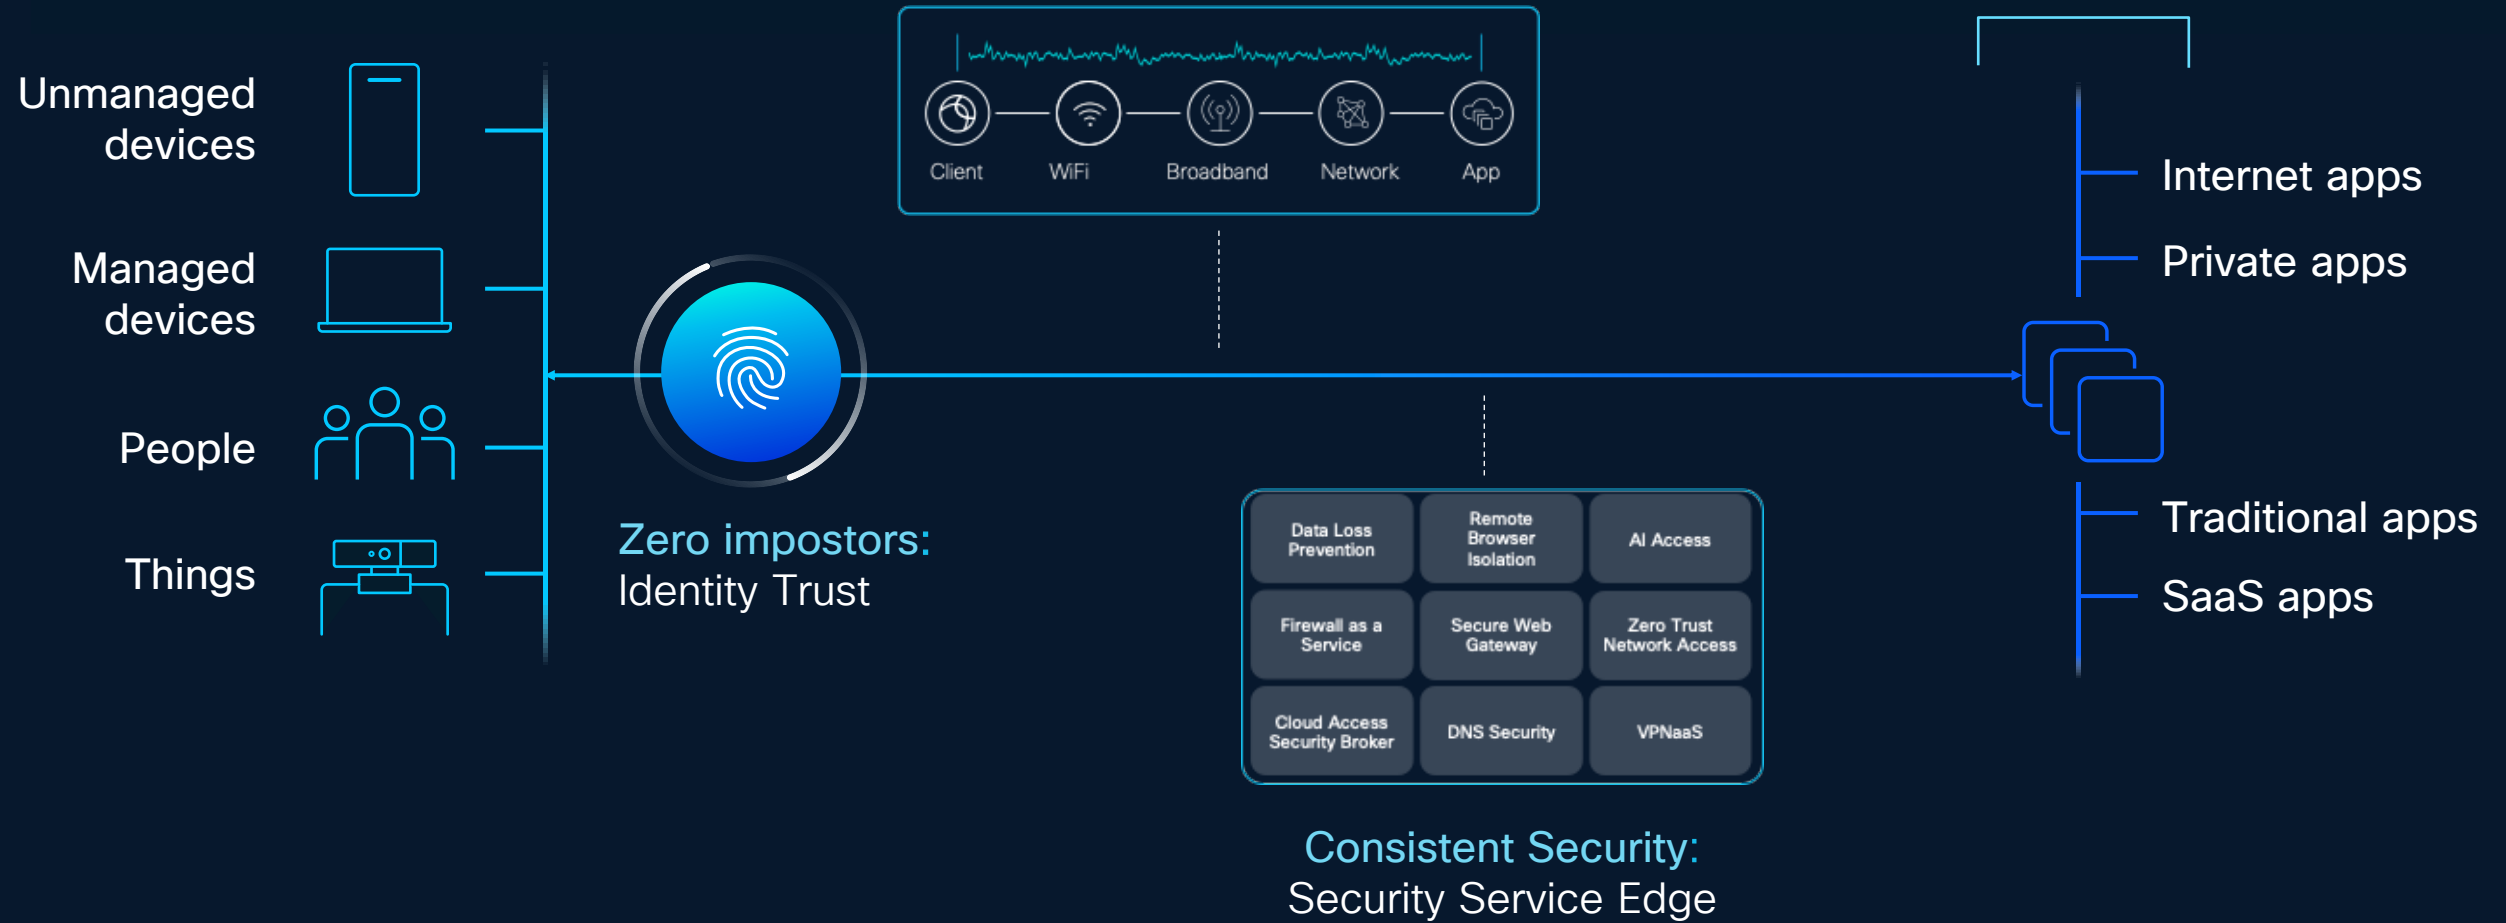 Unmanaged
devices
Managed
devices
People
Things
Client
WiFi
Broadband
Network
App
Zero impostors:
Identity Trust
Data Loss
Prevention
Remote
Browser
Isolation
AI Access
Firewall as a
Service
Secure Web
Gateway
Zero Trust
Network Access
Cloud Access
Security Broker
DNS Security
VPNaaS
Consistent Security:
Security Service Edge
Internet apps
Private apps
Traditional apps
SaaS apps